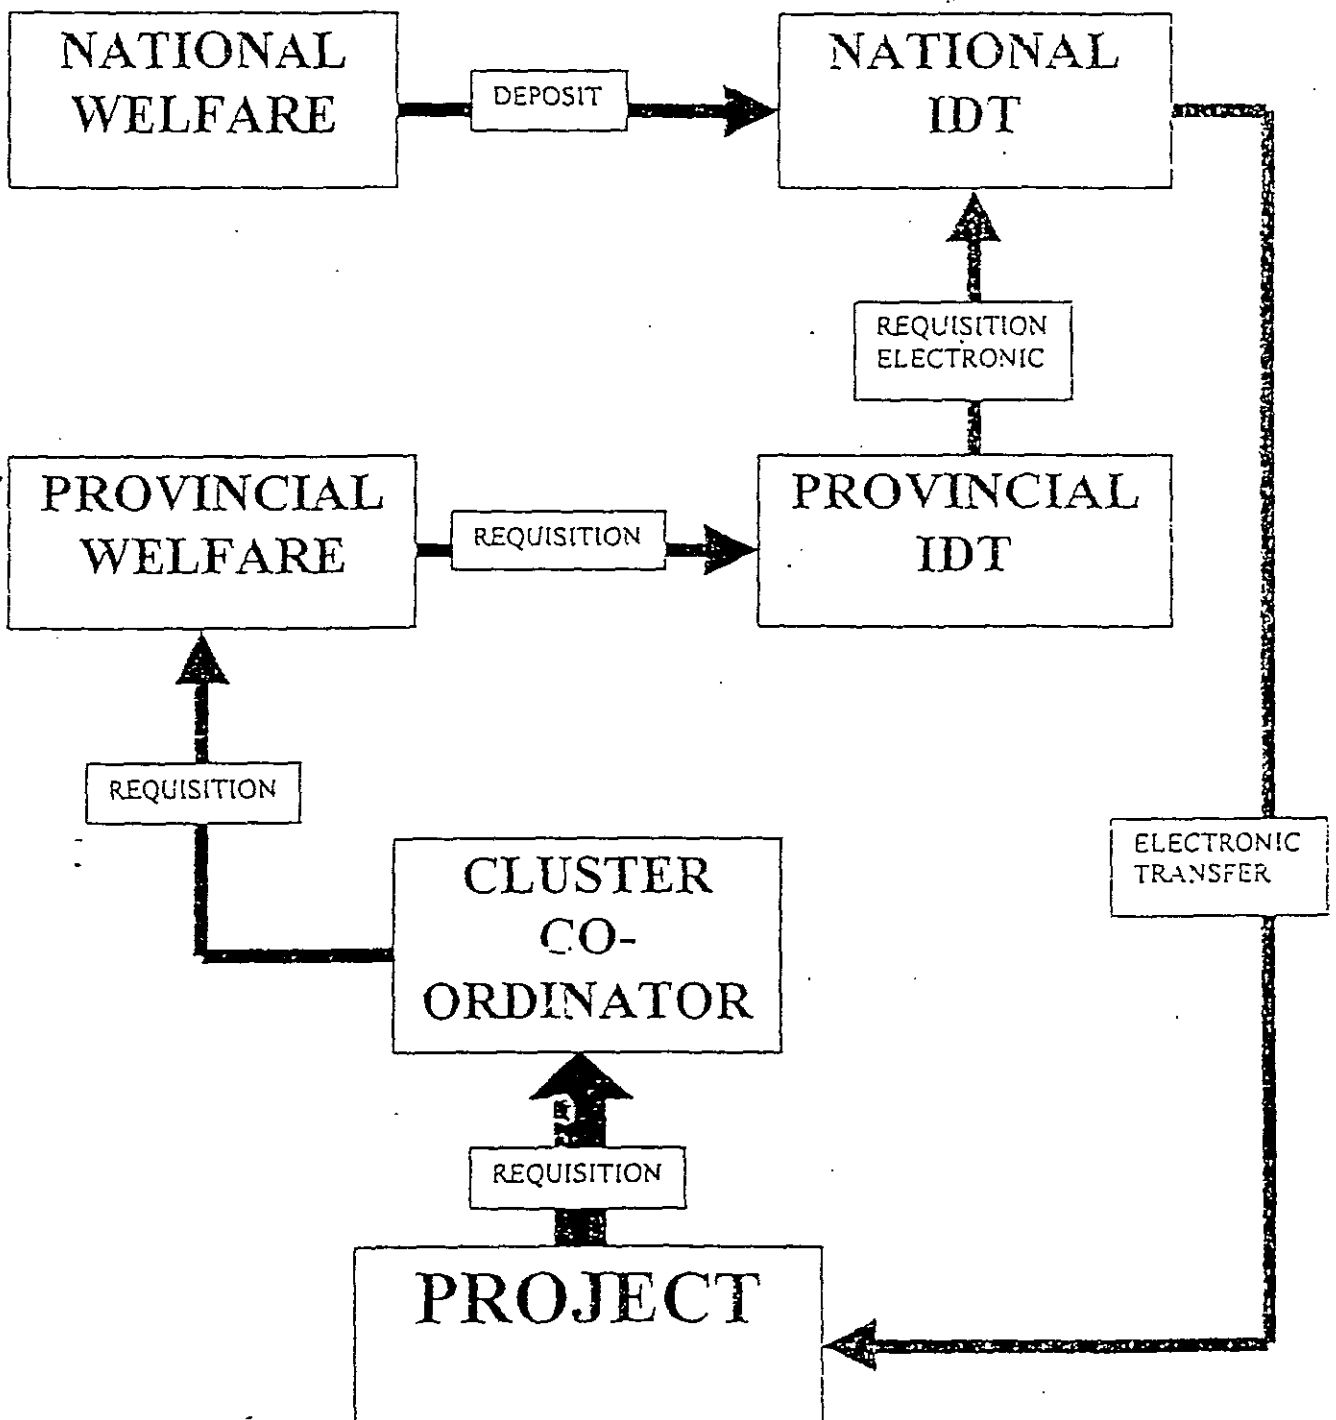 NATIONAL
WELFARE
DEPOSIT
NATIONAL
IDT
REQUISITION
ELECTRONIC
PROVINCIAL
WELFARE
REQUISITION
PROVINCIAL
IDT
REQUISITION
CLUSTER
CO-
ORDINATOR
ELECTRONIC
TRANSFER
REQUISITION
PROJECT